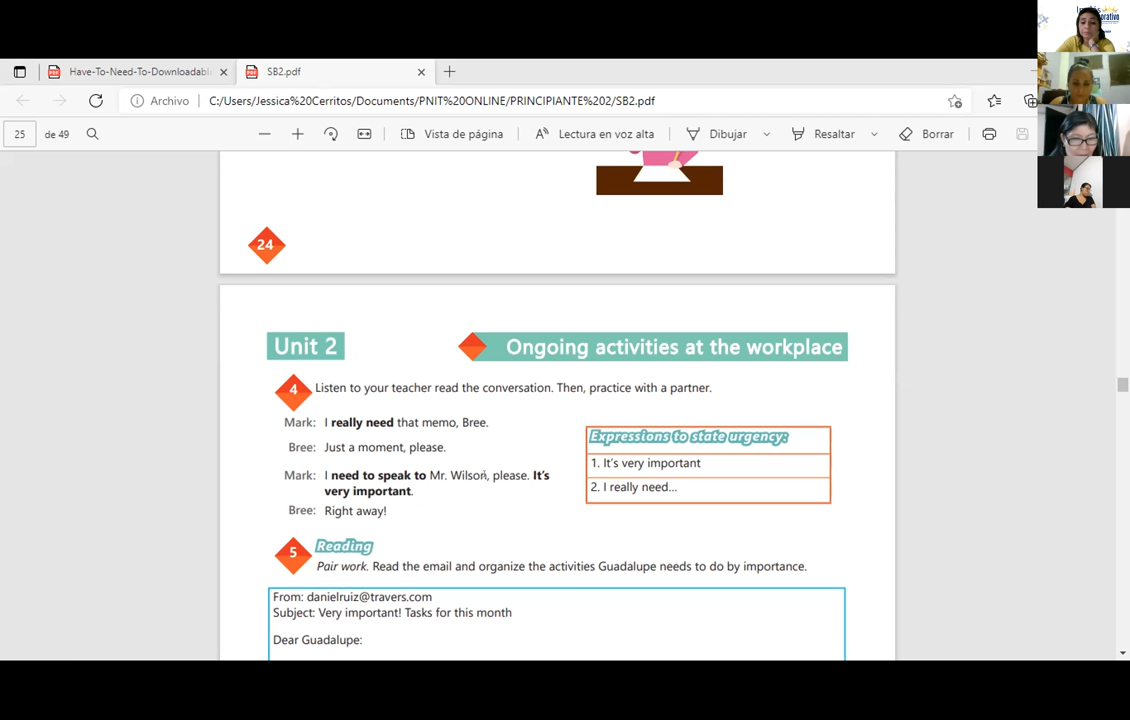 Have-To-Need-To-Downloadabl
SB2.pdf
Archivo
C:/Users/Jessica%20Cerritos/Documents/PNIT%20ONLINE/PRINCIPIANTE%202/SB2.pdf
25 de 49
Vista de página
Lectura en voz alta
Dibujar
Resaltar
Borrar
24
Unit 2
Ongoing activities at the workplace
4 Listen to your teacher read the conversation. Then, practice with a partner.
Mark: I really need that memo, Bree.
Bree: Just a moment, please.
Mark: I need to speak to Mr. Wilson, please. It's
very important.
Bree: Right away!
Expressions to state urgency:
1. It's very important
2. I really need...
5 Reading
Pair work. Read the email and organize the activities Guadalupe needs to do by importance.
From: danielruiz@travers.com
Subject: Very important! Tasks for this month
Dear Guadalupe: